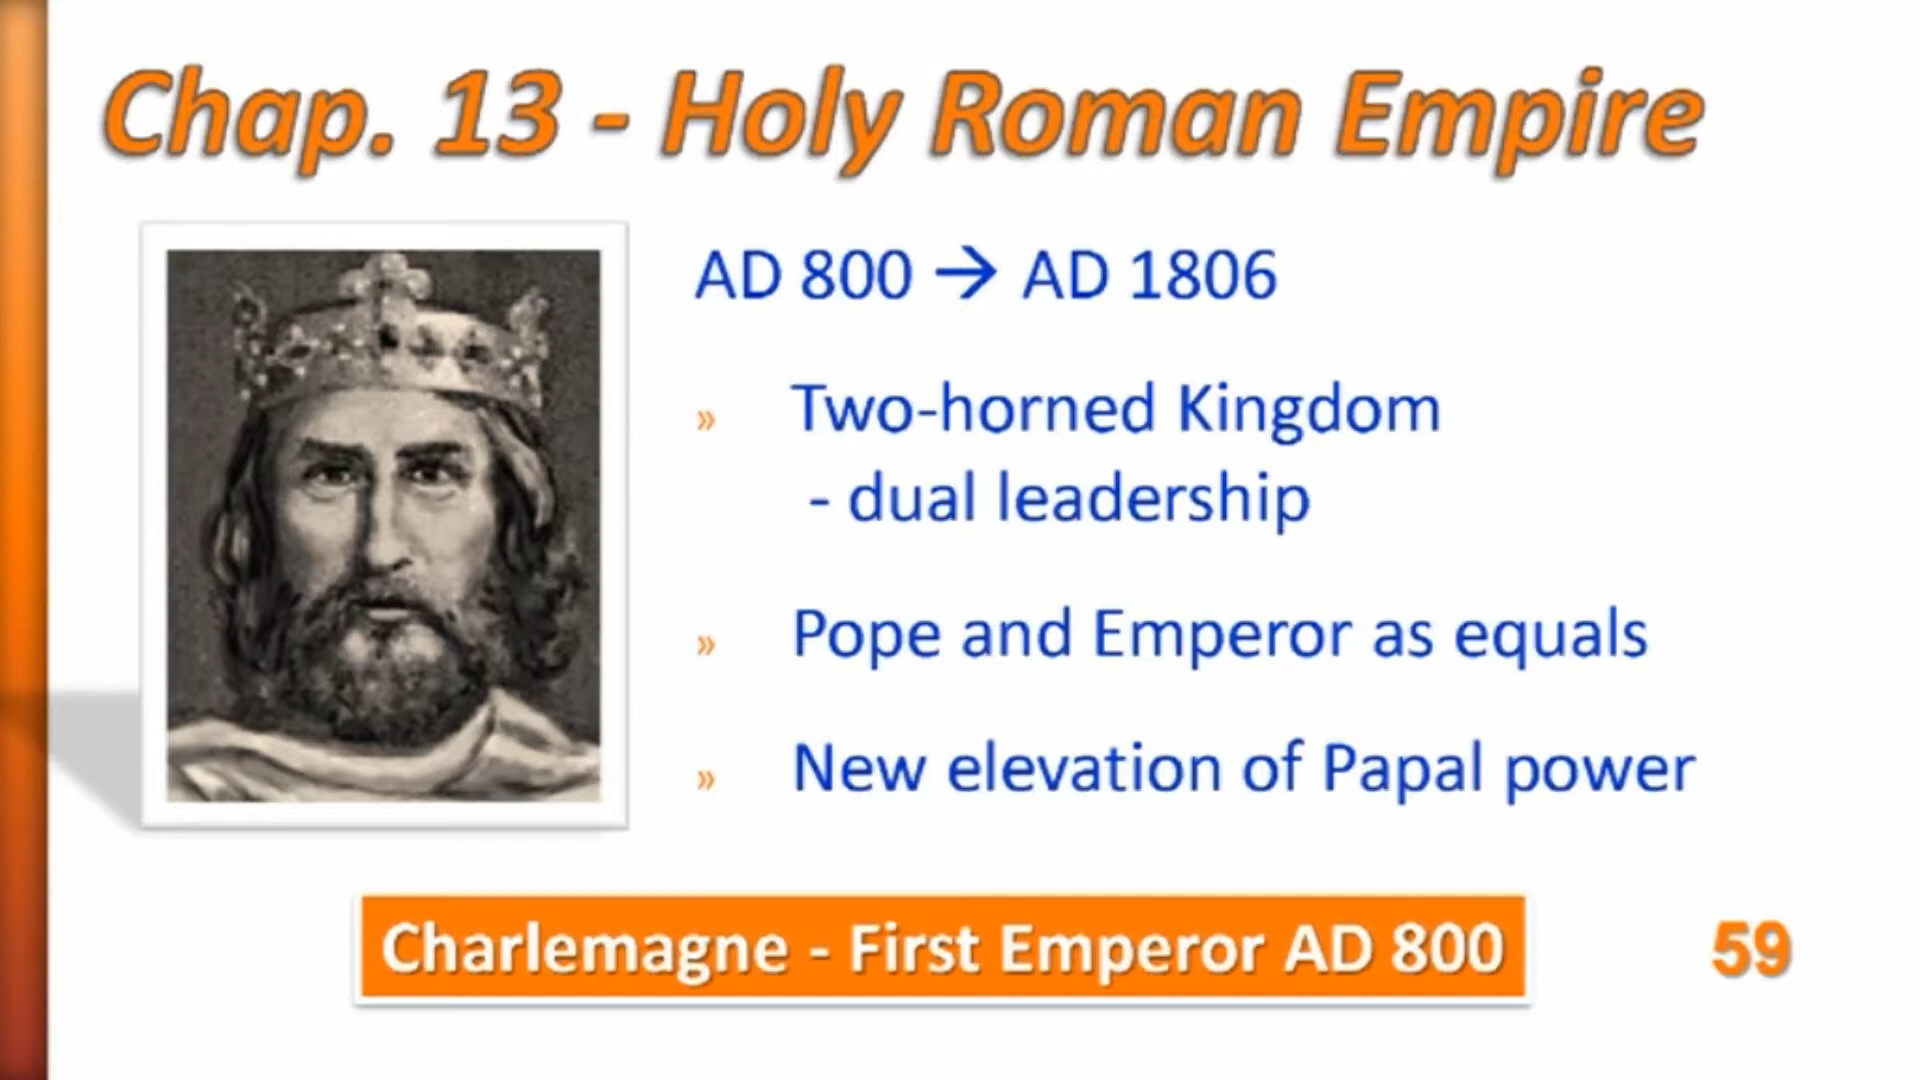 Chap. 13 - Holy Roman Empire
AD 800 → AD 1806
» Two-horned Kingdom
- dual leadership
» Pope and Emperor as equals
» New elevation of Papal power
Charlemagne - First Emperor AD 800
59